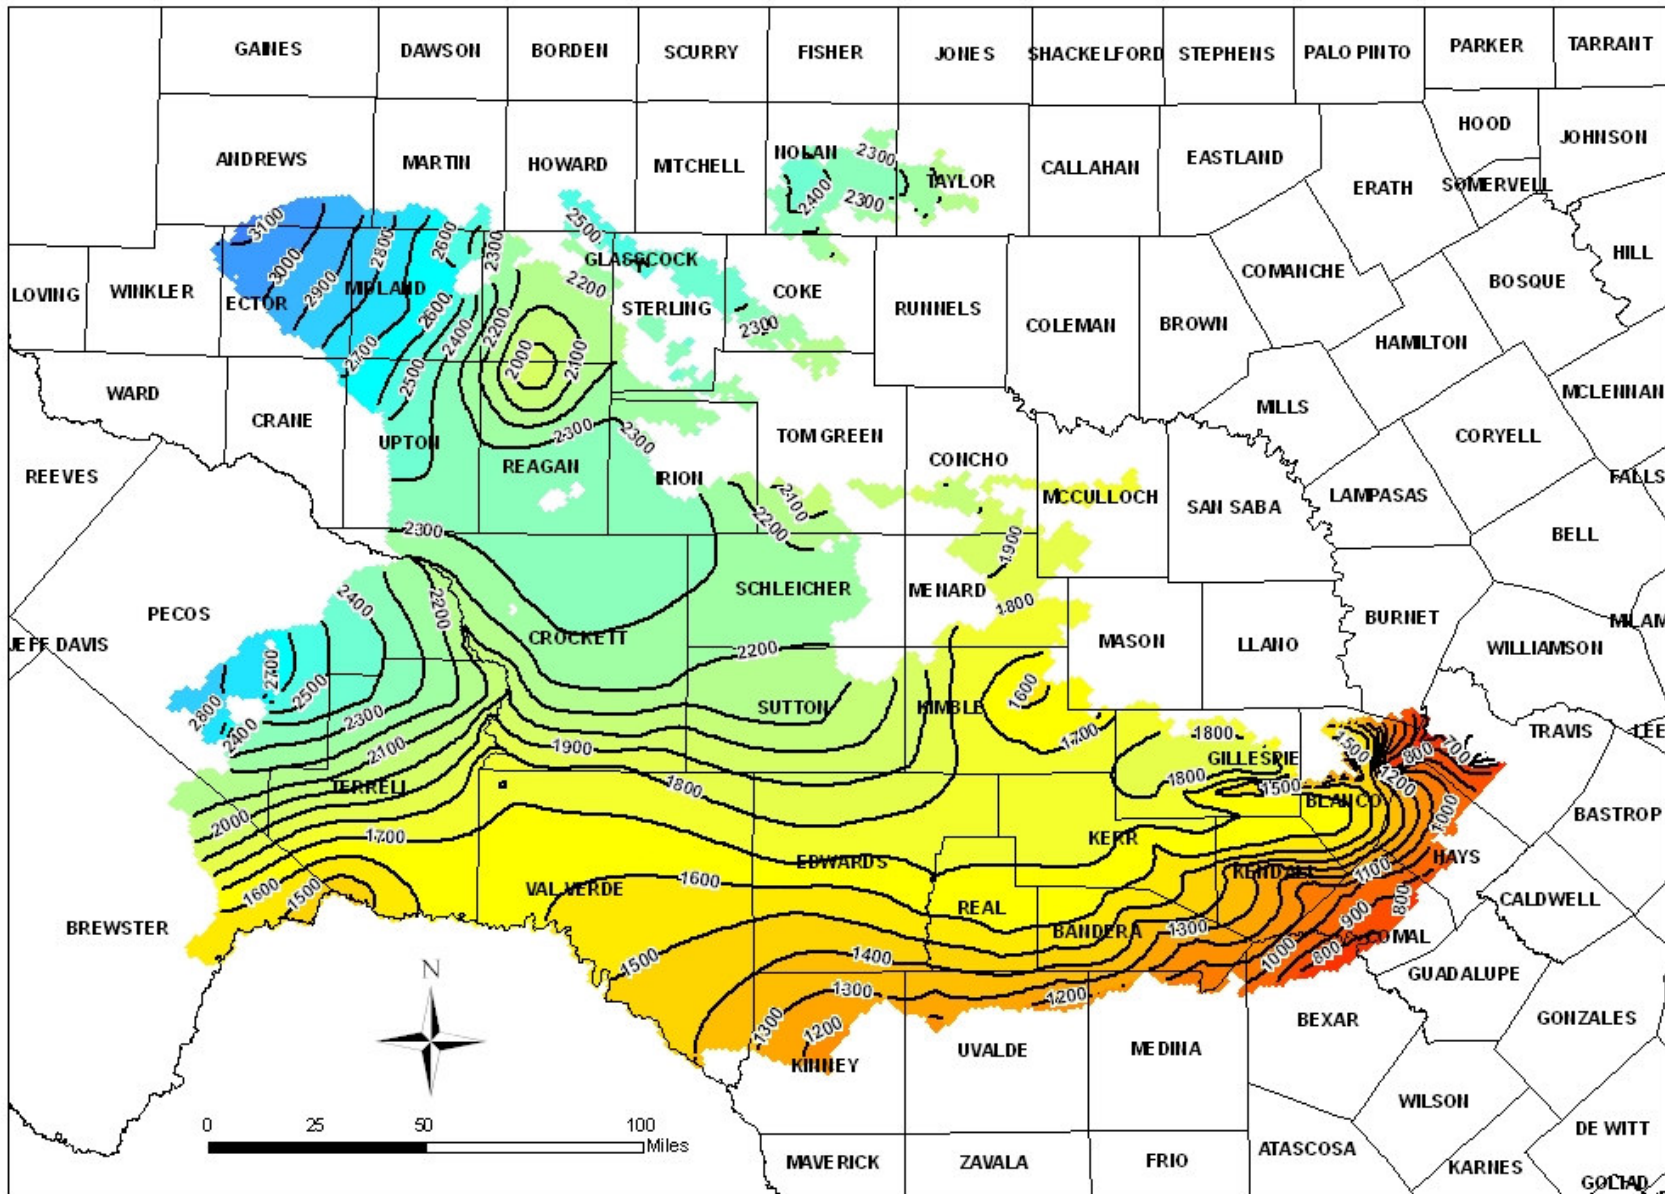 GAINES
DAWSON
BORDEN
SCURRY
FISHER
JONES
SHACKELFORD
STEPHENS
PALO PINTO
PARKER
TARRANT
ANDREWS
MARTIN
HOWARD
MITCHELL
NOLAN
2300
TAYLOR
CALLAHAN
EASTLAND
ERATH
HOOD
SOMERVELL
JOHNSON
3100
2400
2300
2500
2600
2800
2300
3000
2900
LOVING
WINKLER
ECTOR
MIDLAND
2600
2400
2200
GLASSCOCK
2200
STERLING
2300
COKE
RUNNELS
COLEMAN
BROWN
COMANCHE
HAMILTON
BOSQUE
HILL
2700
2500
2000
2100
WARD
CRANE
UPTON
REAGAN
2300
2300
IRION
TOM GREEN
CONCHO
MCCULLOCH
SAN SABA
MILLS
LAMPASAS
CORYELL
MCLENNAN
FALLS
BELL
REEVES
2300
2100
2200
1900
PECOS
2400
2200
CROCKETT
SCHLEICHER
MENARD
1800
MASON
LLANO
BURNET
WILLIAMSON
MILAM
JEFF DAVIS
2700
2500
2800
2400
2300
2100
2200
SUTTON
KIMBLE
1600
1700
1800
GILLESPIE
1800
1500
1500
800
700
1200
TRAVIS
LEE
1900
1800
TERRELL
2000
1700
BLANCO
1000
BASTROP
KERR
HAYS
1600
1500
EDWARDS
1600
VAL VERDE
REAL
KENDALL
1100
800
CALDWELL
BREWSTER
BANDERA
1300
900
COMAL
800
1000
1500
1400
1300
1200
GUADALUPE
N
1300
1200
KINNEY
UVALDE
MEDINA
BEXAR
GONZALES
WILSON
0 25 50 100
Miles
DE WITT
MAVERICK
ZAVALA
FRIO
ATASCOSA
KARNES
GOLIAD